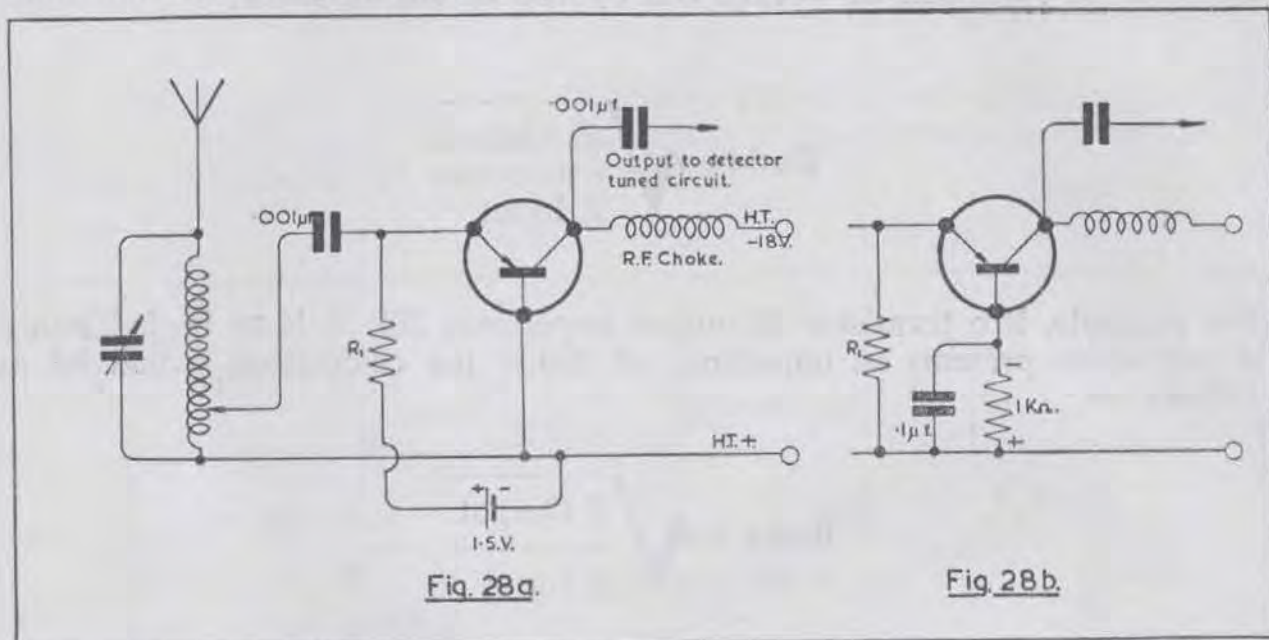 ·001μf
·001μf
Output to detector
tuned circuit.
H.T.
-18V.
R.F. Choke.
R₁
H.T. +.
+ -
1·5.V.
Fig. 28a.
R₁
·1μf.
-
1KΩ.
+
Fig. 28b.